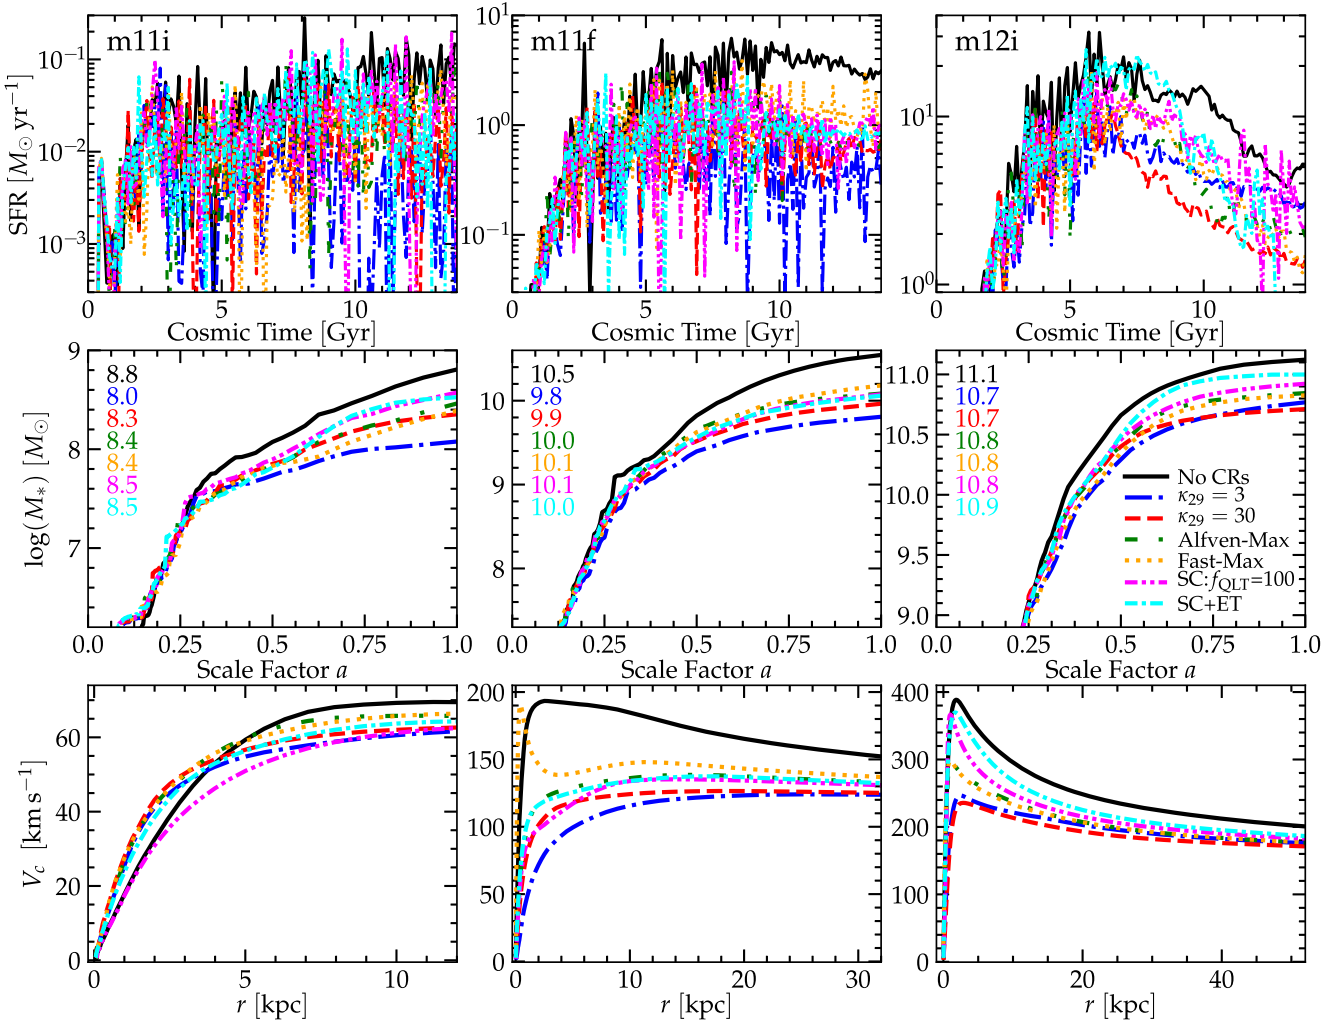 m11i
m11f
m12i
SFR [M⊙ yr⁻¹]
10⁻¹
10⁻²
10⁻³
10¹
10⁰
10⁻¹
10¹
10⁰
0 5 10
0 5 10
0 5 10
Cosmic Time [Gyr]
Cosmic Time [Gyr]
Cosmic Time [Gyr]
log(M*) [M⊙]
9
8
7
8.8
8.0
8.3
8.4
8.4
8.5
8.5
10
9
8
10.5
9.8
9.9
10.0
10.1
10.1
10.0
11.0
10.5
10.0
9.5
9.0
11.1
10.7
10.7
10.8
10.8
10.8
10.9
No CRs
κ₂₉ = 3
κ₂₉ = 30
Alfven-Max
Fast-Max
SC:f_QLT=100
SC+ET
0.0 0.25 0.5 0.75 1.0
0.0 0.25 0.5 0.75 1.0
0.0 0.25 0.5 0.75 1.0
Scale Factor a
Scale Factor a
Scale Factor a
V_c [km s⁻¹]
60
40
20
0
200
150
100
50
0
400
300
200
100
0
0 5 10
0 10 20 30
0 20 40
r [kpc]
r [kpc]
r [kpc]